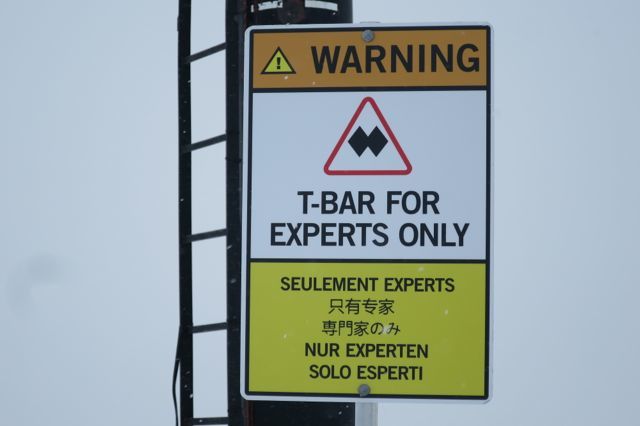 WARNING
T-BAR FOR
EXPERTS ONLY
SEULEMENT EXPERTS
只有专家
専門家のみ
NUR EXPERTEN
SOLO ESPERTI